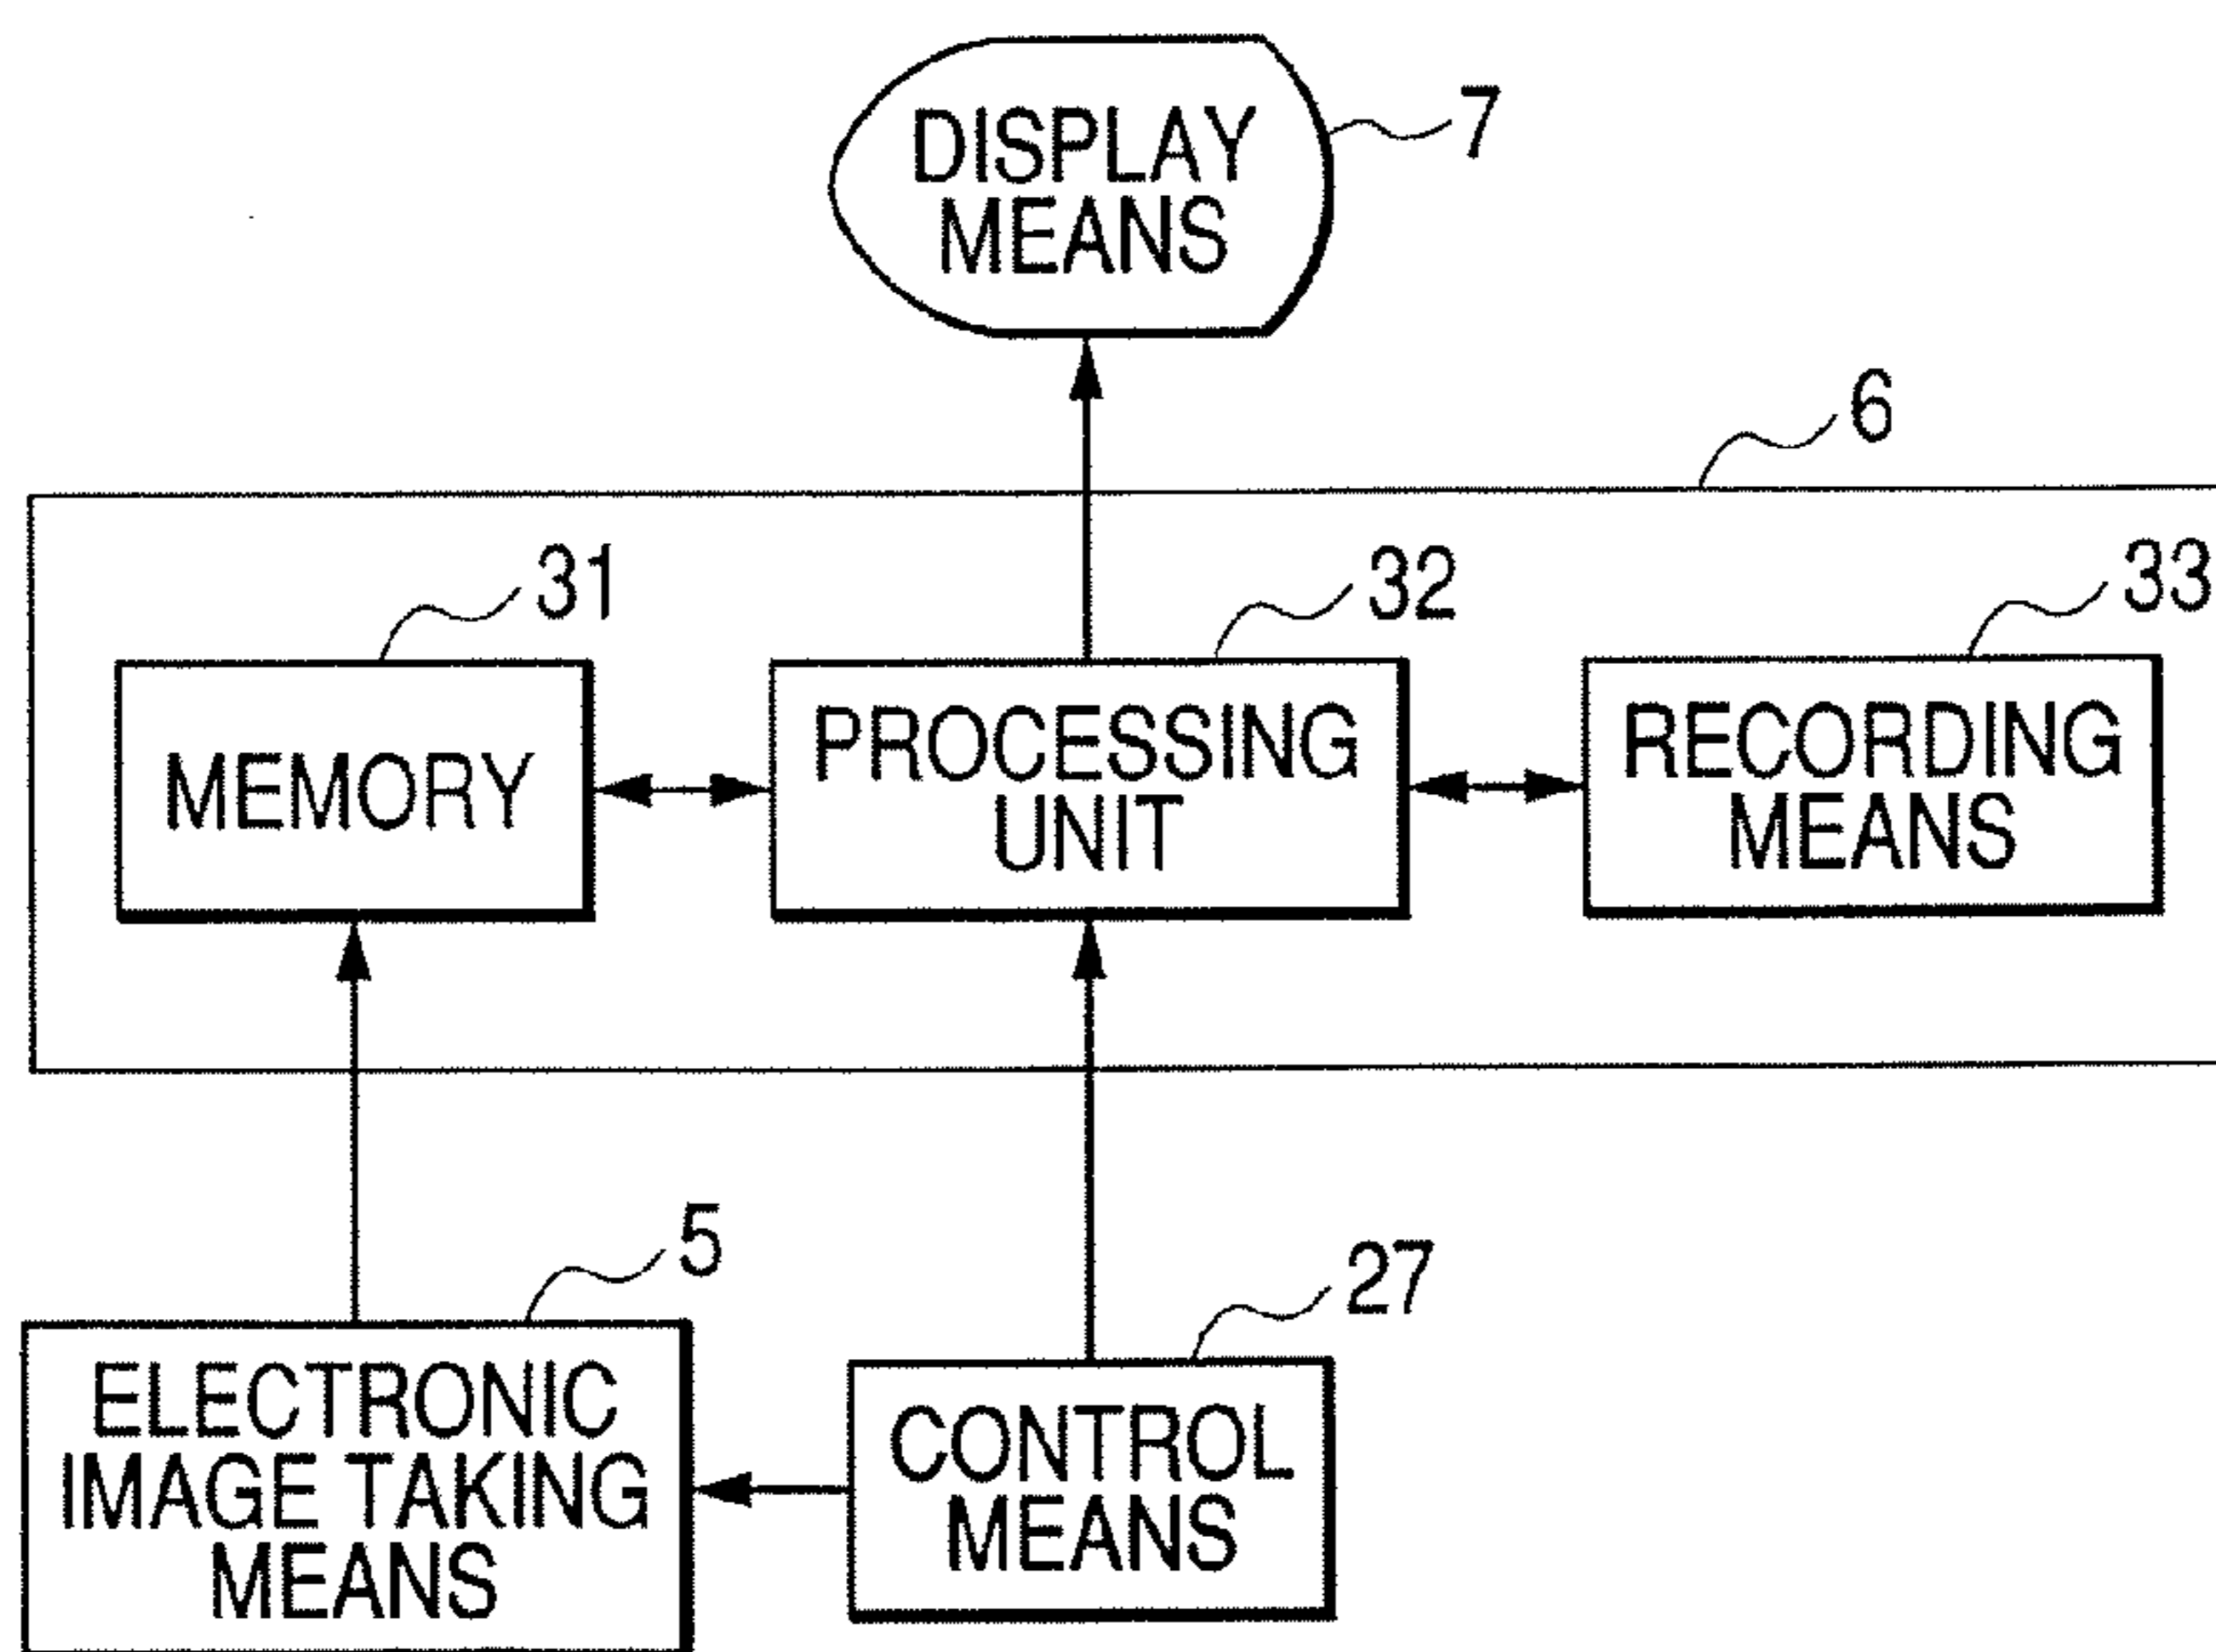 DISPLAY
MEANS
7
6
31
32
33
MEMORY
PROCESSING
UNIT
RECORDING
MEANS
5
27
ELECTRONIC
IMAGE TAKING
MEANS
CONTROL
MEANS